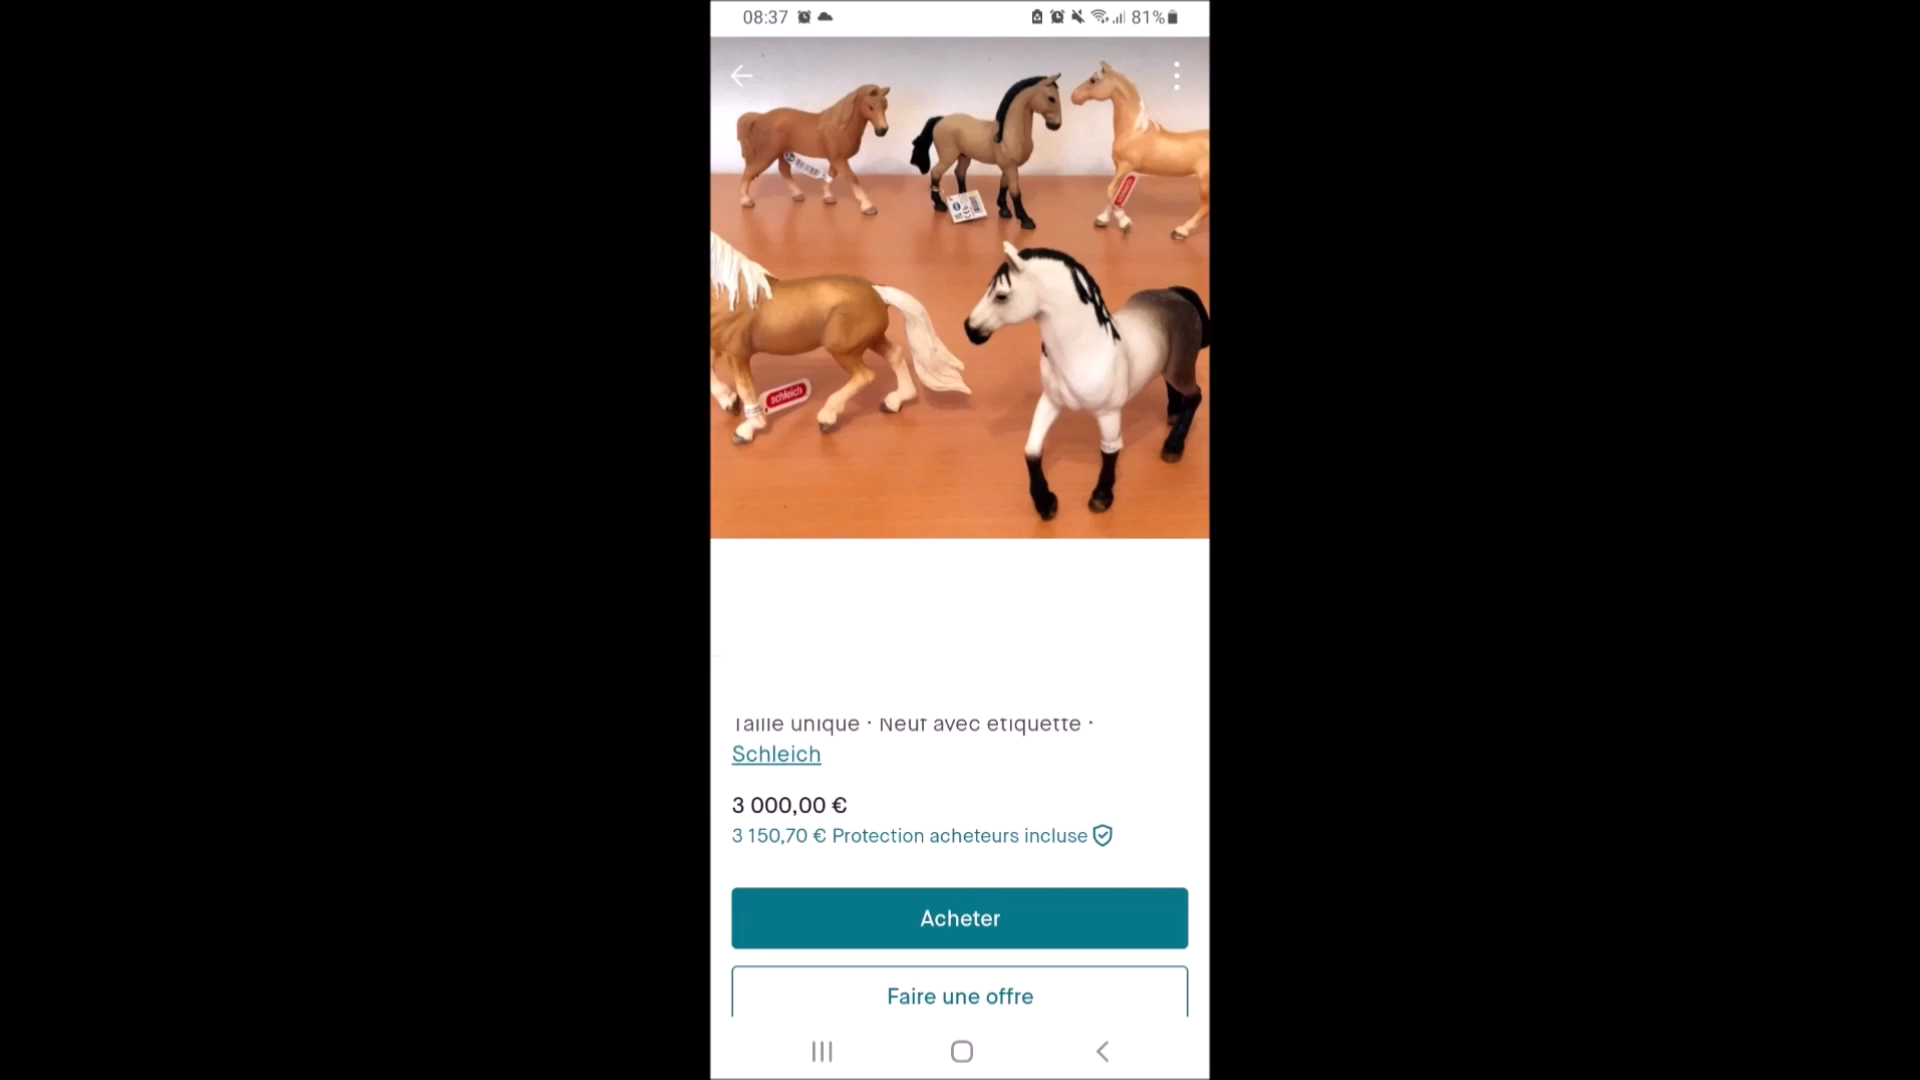 08:37
81%
schleich
Taille unique · Neuf avec étiquette ·
Schleich
3 000,00 €
3 150,70 € Protection acheteurs incluse
Acheter
Faire une offre